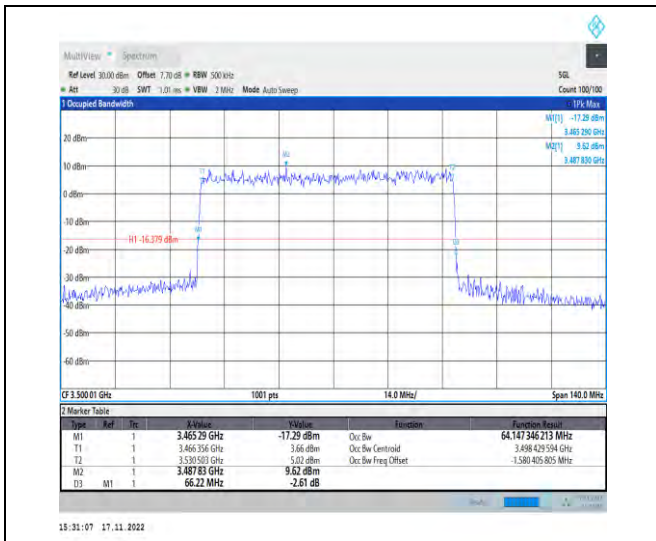 MultiView Spectrum
Ref Level 30.00 dBm Offset 7.70 dB RBW 500 kHz SGL
Att 30 dB SWT 1.01 ms VBW 2 MHz Mode Auto Sweep Count 100/100
1 Occupied Bandwidth 1Pk Max
M1[1] -17.29 dBm
3.465 290 GHz
M2[1] 9.62 dBm
3.487 830 GHz
20 dBm
10 dBm
0 dBm
-10 dBm
-20 dBm
-30 dBm
-40 dBm
-50 dBm
-60 dBm
H1 -16.379 dBm
M2
T1
T2
M1
CF 3.500 01 GHz 1001 pts 14.0 MHz/ Span 140.0 MHz
2 Marker Table
Type Ref Trc X-Value Y-Value Function Function Result
M1 1 3.465 29 GHz -17.29 dBm Occ Bw 64.147 346 213 MHz
T1 1 3.466 356 GHz 3.66 dBm Occ Bw Centroid 3.498 429 594 GHz
T2 1 3.530 503 GHz 5.02 dBm Occ Bw Freq Offset -1.580 405 805 MHz
M2 1 3.487 83 GHz 9.62 dBm
D3 M1 1 66.22 MHz -2.61 dB
15:31:07 17.11.2022